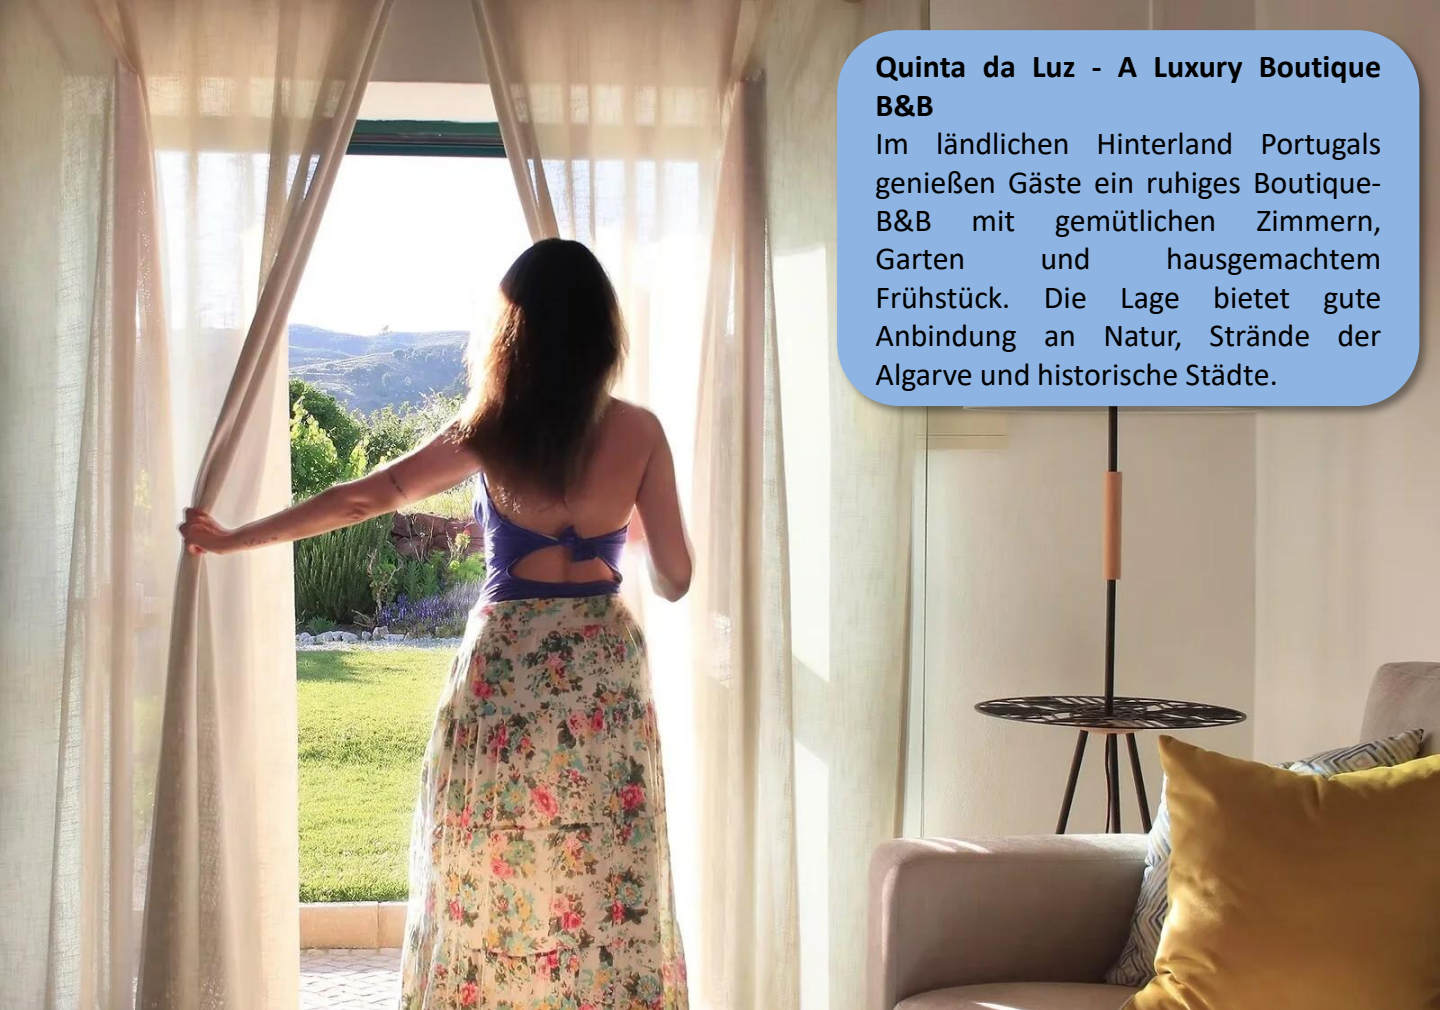 Quinta da Luz - A Luxury Boutique
B&B
Im ländlichen Hinterland Portugals
genießen Gäste ein ruhiges Boutique-
B&B mit gemütlichen Zimmern,
Garten und hausgemachtem
Frühstück. Die Lage bietet gute
Anbindung an Natur, Strände der
Algarve und historische Städte.